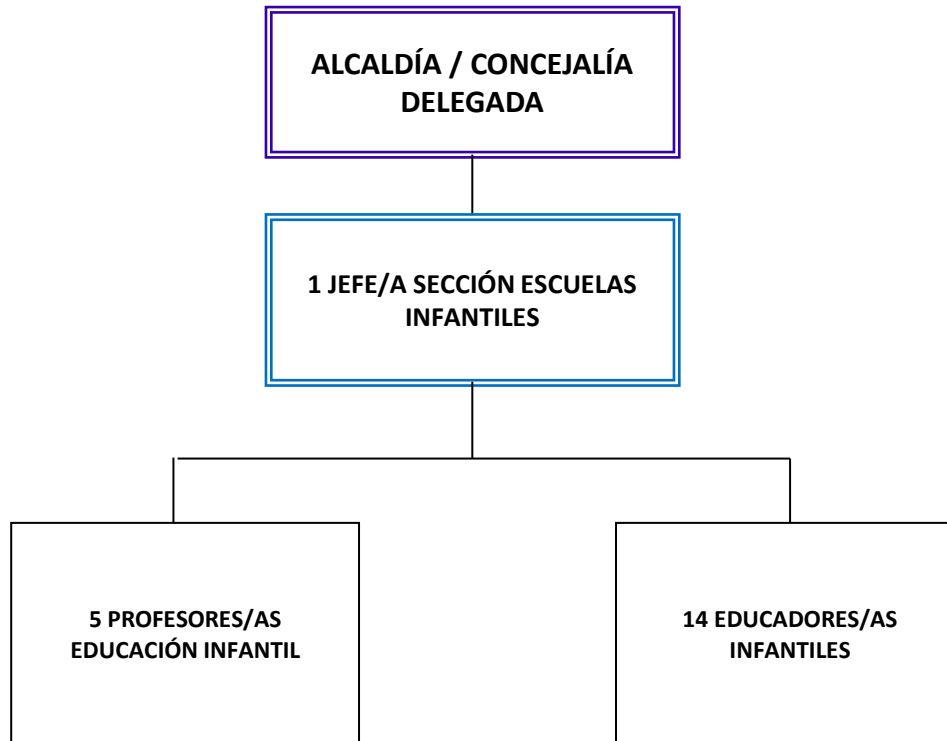 ALCALDÍA / CONCEJALÍA
DELEGADA
1 JEFE/A SECCIÓN ESCUELAS
INFANTILES
5 PROFESORES/AS
EDUCACIÓN INFANTIL
14 EDUCADORES/AS
INFANTILES